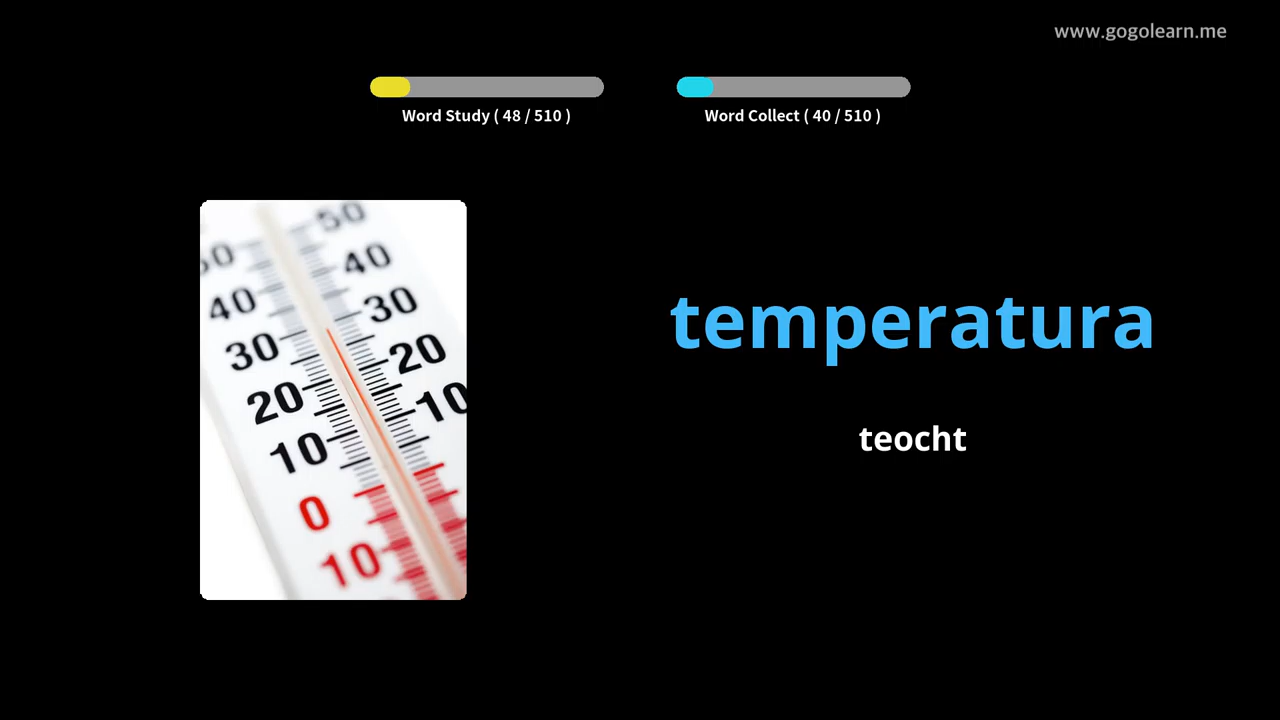 www.gogolearn.me
Word Study ( 48 / 510 )
Word Collect ( 40 / 510 )
50
40
40
30
30
20
20
10
10
0
10
temperatura
teocht